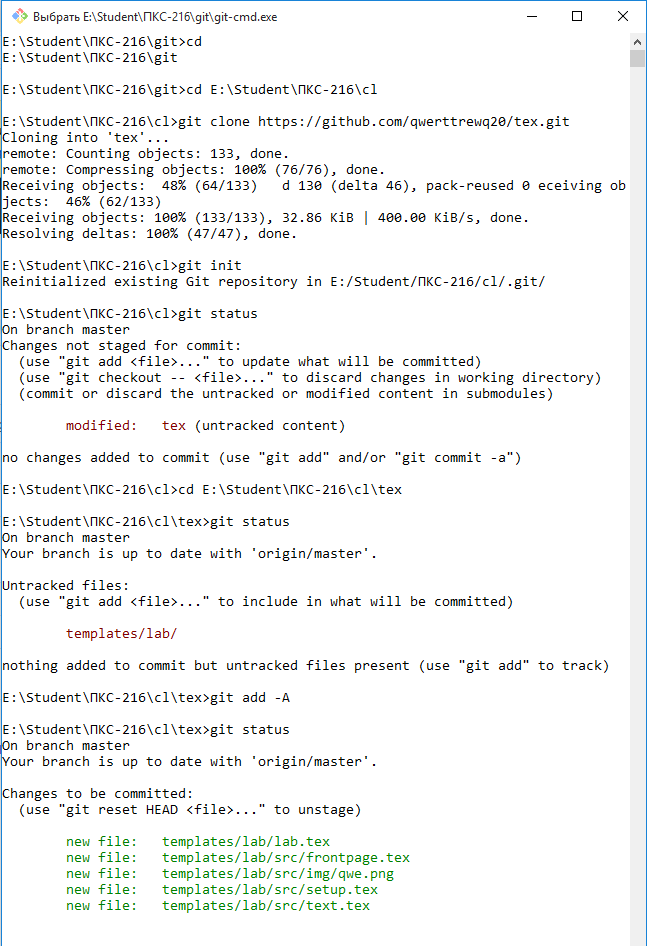 Выбрать E:\Student\ПКС-216\git\git-cmd.exe
E:\Student\ПКС-216\git>cd
E:\Student\ПКС-216\git
E:\Student\ПКС-216\git>cd E:\Student\ПКС-216\cl
E:\Student\ПКС-216\cl>git clone https://github.com/qwerttrewq20/tex.git
Cloning into 'tex'...
remote: Counting objects: 133, done.
remote: Compressing objects: 100% (76/76), done.
Receiving objects:  48% (64/133)   d 130 (delta 46), pack-reused 0 eceiving ob
jects:  46% (62/133)
Receiving objects: 100% (133/133), 32.86 KiB | 400.00 KiB/s, done.
Resolving deltas: 100% (47/47), done.
E:\Student\ПКС-216\cl>git init
Reinitialized existing Git repository in E:/Student/ПКС-216/cl/.git/
E:\Student\ПКС-216\cl>git status
On branch master
Changes not staged for commit:
  (use "git add <file>..." to update what will be committed)
  (use "git checkout -- <file>..." to discard changes in working directory)
  (commit or discard the untracked or modified content in submodules)
        modified:   tex (untracked content)
no changes added to commit (use "git add" and/or "git commit -a")
E:\Student\ПКС-216\cl>cd E:\Student\ПКС-216\cl\tex
E:\Student\ПКС-216\cl\tex>git status
On branch master
Your branch is up to date with 'origin/master'.
Untracked files:
  (use "git add <file>..." to include in what will be committed)
        templates/lab/
nothing added to commit but untracked files present (use "git add" to track)
E:\Student\ПКС-216\cl\tex>git add -A
E:\Student\ПКС-216\cl\tex>git status
On branch master
Your branch is up to date with 'origin/master'.
Changes to be committed:
  (use "git reset HEAD <file>..." to unstage)
        new file:   templates/lab/lab.tex
        new file:   templates/lab/src/frontpage.tex
        new file:   templates/lab/src/img/qwe.png
        new file:   templates/lab/src/setup.tex
        new file:   templates/lab/src/text.tex